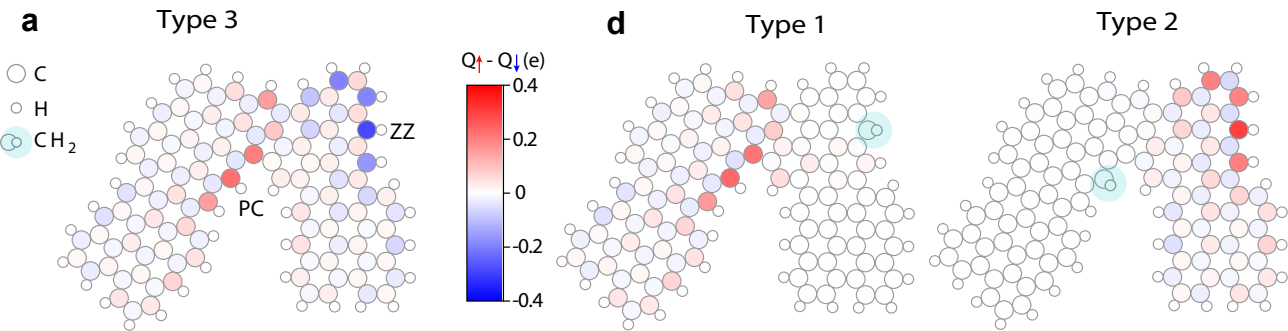 a
Type 3
C
H
CH2
ZZ
PC
Q↑ - Q↓ (e)
0.4
0.2
0
-0.2
-0.4
d
Type 1
Type 2